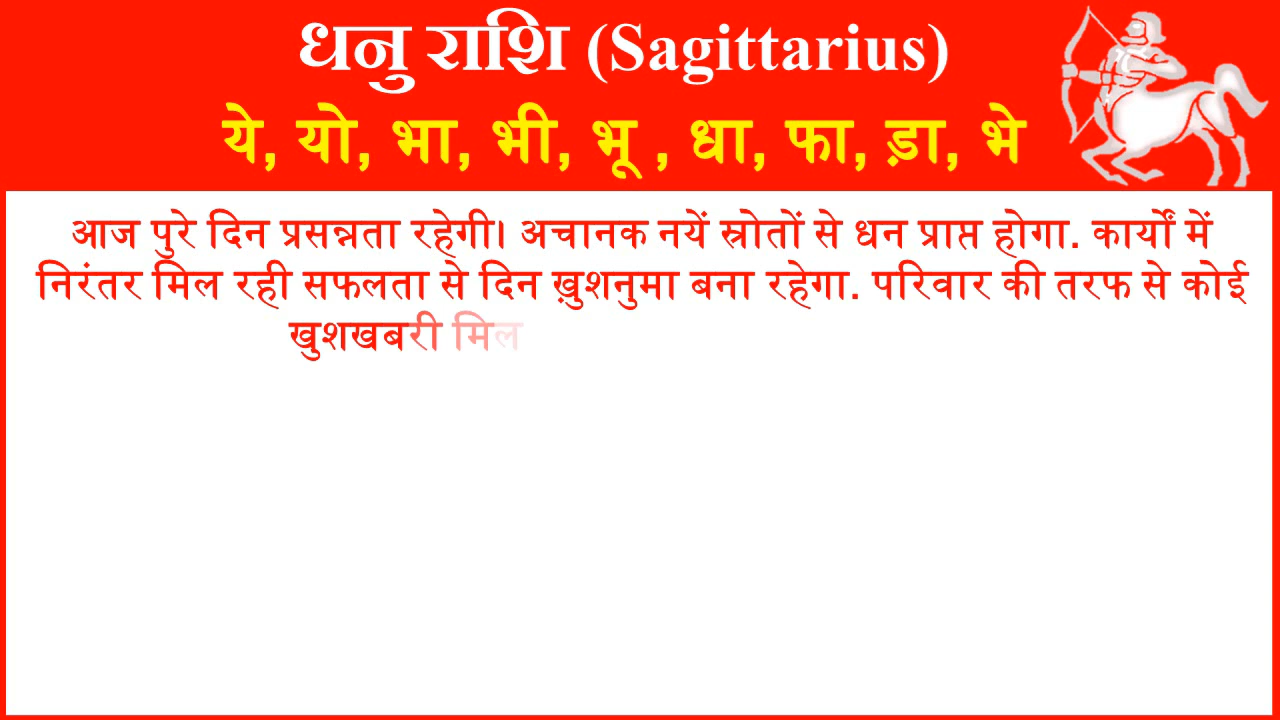 धनु राशि (Sagittarius)
ये, यो, भा, भी, भू , धा, फा, ड़ा, भे
आज पुरे दिन प्रसन्नता रहेगी। अचानक नयें स्रोतों से धन प्राप्त होगा. कार्यों में
निरंतर मिल रही सफलता से दिन ख़ुशनुमा बना रहेगा. परिवार की तरफ से कोई
खुशखबरी मिल